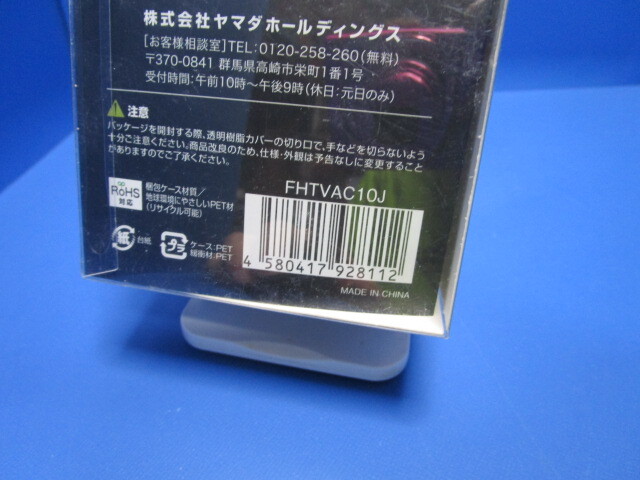 株式会社ヤマダホールディングス
[お客様相談室]TEL:0120-258-260(無料)
〒370-0841 群馬県高崎市栄町1番1号
受付時間:午前10時～午後9時(休日:元日のみ)
注意
パッケージを開封する際、透明樹脂カバーの切り口で、手などを切らないよう
十分ご注意ください。商品改良のため、仕様・外観は予告なしに変更すること
がありますのでご了承ください。
RoHS
対応
梱包ケース材質/
地球環境にやさしいPET材
(リサイクル可能)
FHTVAC10J
紙
台紙
プラ
ケース:PET
緩衝材:PET
4 580417 928112
MADE IN CHINA